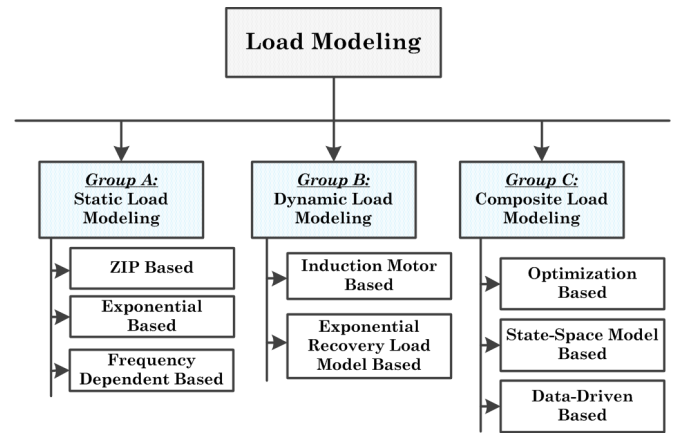 Load Modeling
Group A:
Static Load
Modeling
ZIP Based
Exponential
Based
Frequency
Dependent Based
Group B:
Dynamic Load
Modeling
Induction Motor
Based
Exponential
Recovery Load
Model Based
Group C:
Composite Load
Modeling
Optimization
Based
State-Space Model
Based
Data-Driven
Based